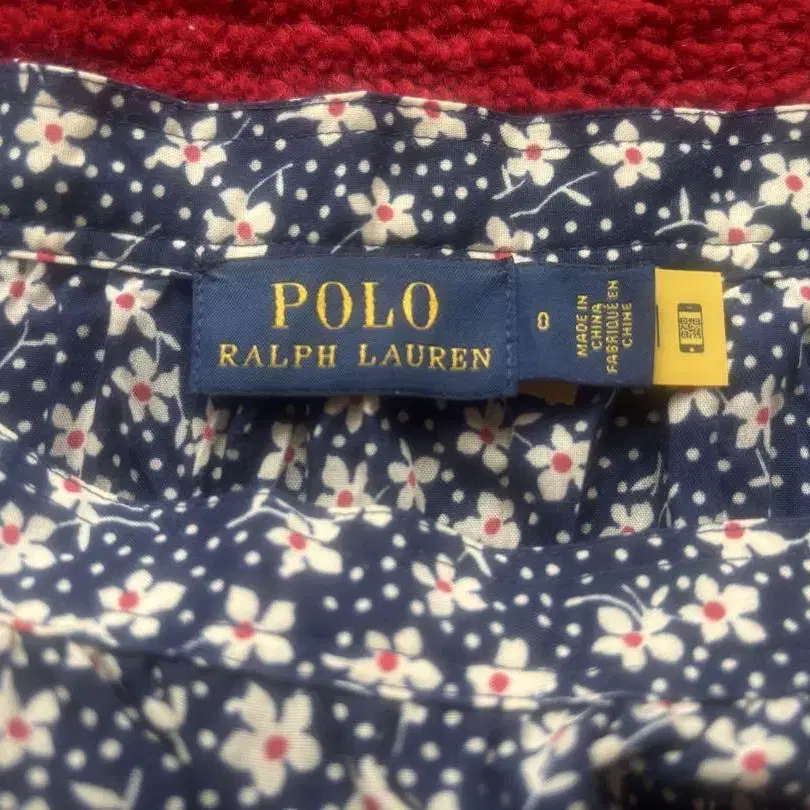 POLO
RALPH LAUREN
0
MADE IN
CHINA
FABRIQUÉ EN
CHINE